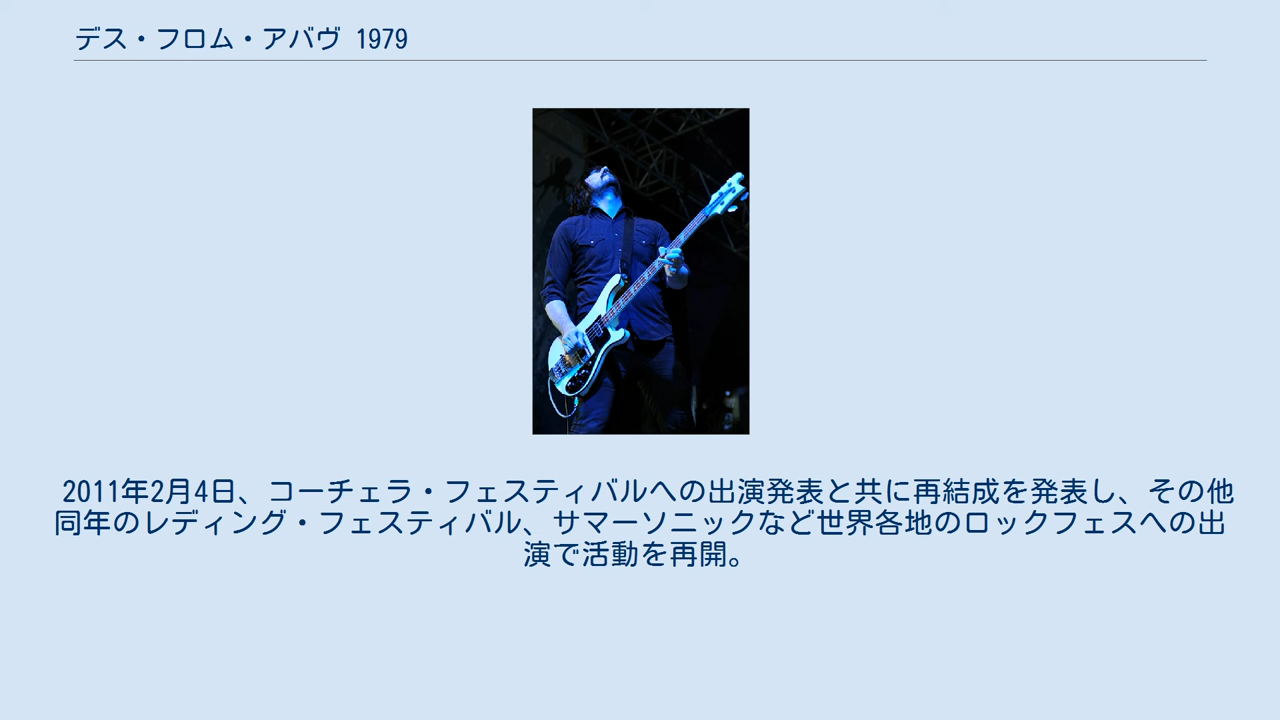 デス・フロム・アバヴ 1979
2011年2月4日、コーチェラ・フェスティバルへの出演発表と共に再結成を発表し、その他
同年のレディング・フェスティバル、サマーソニックなど世界各地のロックフェスへの出
演で活動を再開。